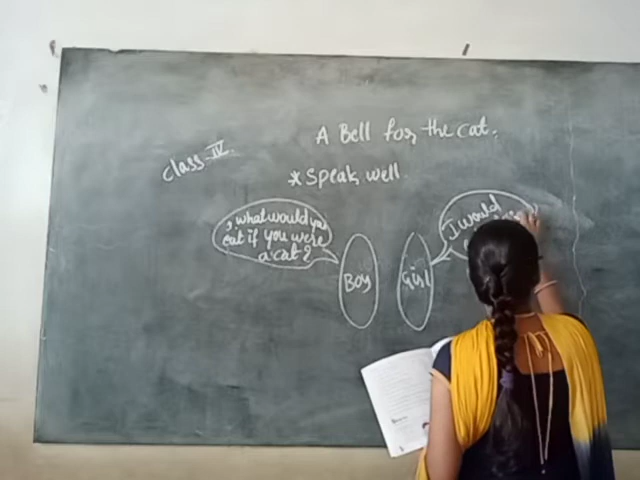 A Bell for the cat.
Class-IV
*Speak well.
, what would you
eat if you were
a cat?
I would
Boy
Girl